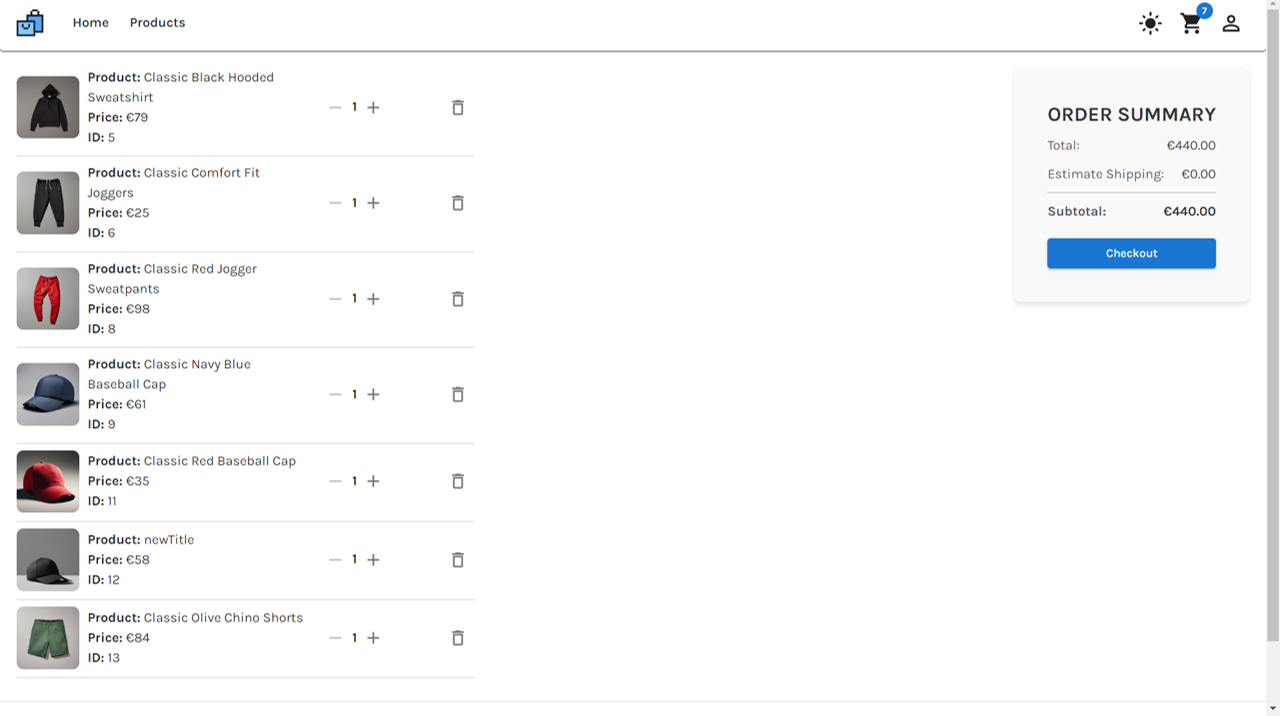 Home Products
7
Product: Classic Black Hooded
Sweatshirt
Price: €79
ID: 5
1
Product: Classic Comfort Fit
Joggers
Price: €25
ID: 6
1
Product: Classic Red Jogger
Sweatpants
Price: €98
ID: 8
1
Product: Classic Navy Blue
Baseball Cap
Price: €61
ID: 9
1
Product: Classic Red Baseball Cap
Price: €35
ID: 11
1
Product: newTitle
Price: €58
ID: 12
1
Product: Classic Olive Chino Shorts
Price: €84
ID: 13
1
ORDER SUMMARY
Total: €440.00
Estimate Shipping: €0.00
Subtotal: €440.00
Checkout